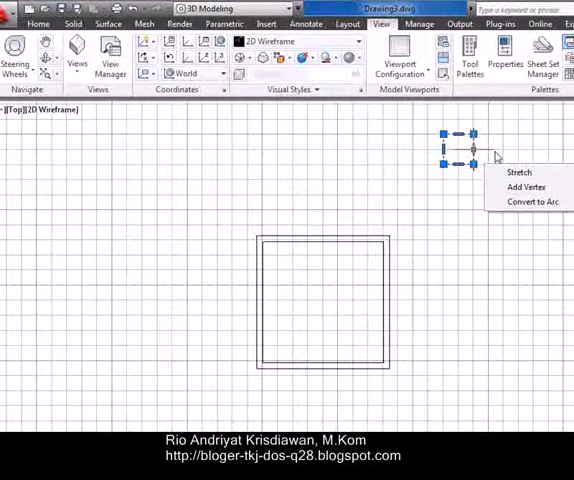 3D Modeling
Drawing3.dwg
Type a keyword or phrase
Home Solid Surface Mesh Render Parametric Insert Annotate Layout View Manage Output Plug-ins Online Ex
Steering Wheels
Views
View Manager
2D Wireframe
World
Viewport Configuration
Tool Palettes
Properties
Sheet Set Manager
Navigate Views Coordinates Visual Styles Model Viewports Palettes
][Top][2D Wireframe]
Stretch
Add Vertex
Convert to Arc
Rio Andriyat Krisdiawan, M.Kom
http://bloger-tkj-dos-q28.blogspot.com